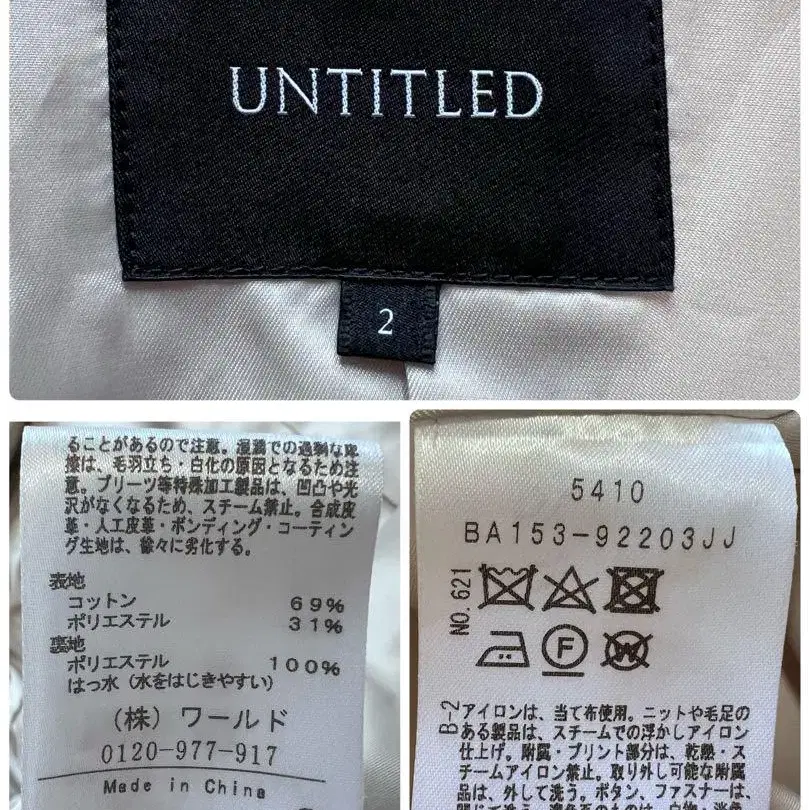 UNTITLED
2
ることがあるので注意。湿潤での過剰な摩
擦は、毛羽立ち・白化の原因となるため注
意。プリーツ等特殊加工製品は、凹凸や光
沢がなくなるため、スチーム禁止。合成皮
革・人工皮革・ボンディング・コーティン
グ生地は、徐々に劣化する。
表地
コットン 69%
ポリエステル 31%
裏地
ポリエステル 100%
はっ水(水をはじきやすい)
(株)ワールド
0120-977-917
Made in China
5410
BA153-92203JJ
NO.621
F
W
B-2
アイロンは、当て布使用。ニットや毛足の
ある製品は、スチームでの浮かしアイロン
仕上げ。附属・プリント部分は、乾熱・ス
チームアイロン禁止。取り外し可能な附属
品は、外して洗う。ボタン、ファスナーは、